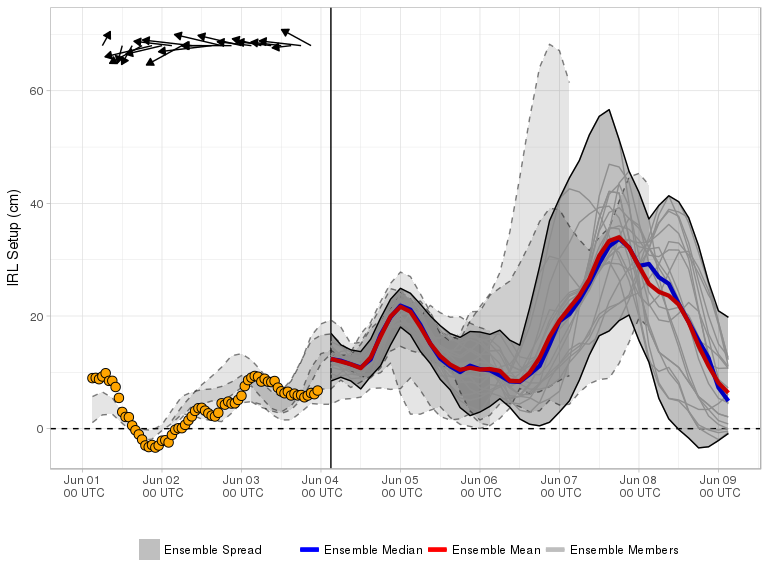 IRL Setup (cm)
60
40
20
0
Jun 01 Jun 02 Jun 03 Jun 04 Jun 05 Jun 06 Jun 07 Jun 08 Jun 09
00 UTC 00 UTC 00 UTC 00 UTC 00 UTC 00 UTC 00 UTC 00 UTC 00 UTC
Ensemble Spread Ensemble Median Ensemble Mean Ensemble Members